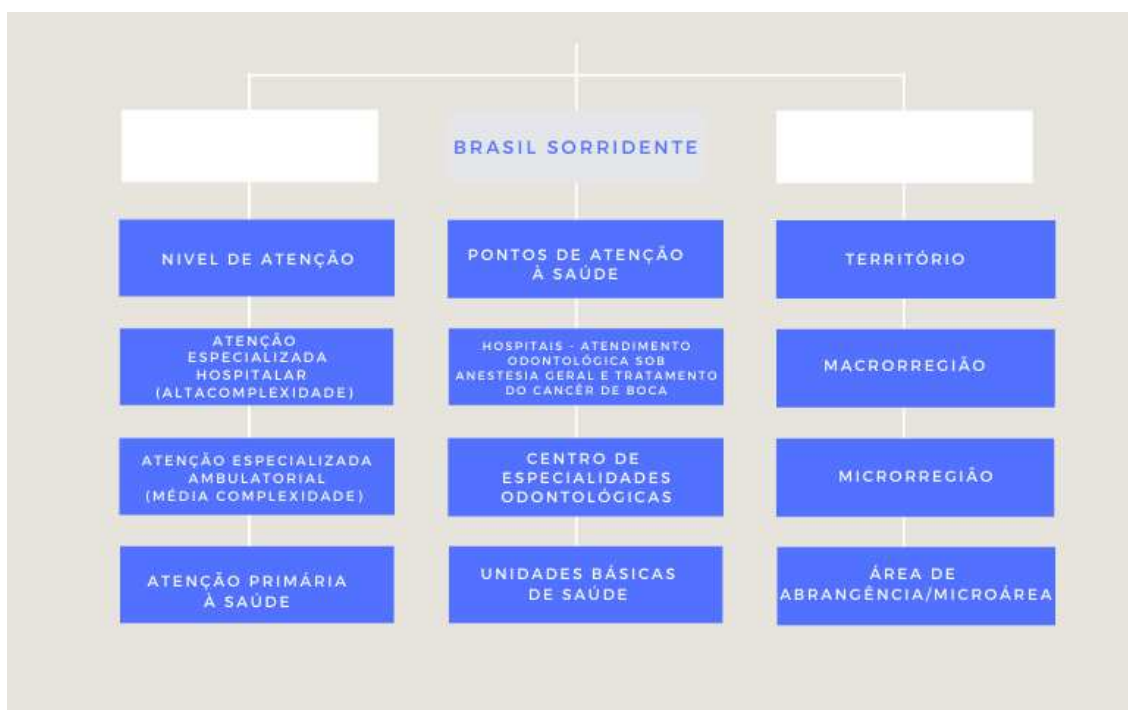 BRASIL SORRIDENTE
NIVEL DE ATENÇÃO
PONTOS DE ATENÇÃO
À SAÚDE
TERRITÓRIO
ATENÇÃO
ESPECIALIZADA
HOSPITALAR
(ALTACOMPLEXIDADE)
HOSPITAIS - ATENDIMENTO
ODONTOLÓGICA SOB
ANESTESIA GERAL E TRATAMENTO
DO CANCÊR DE BOCA
MACRORREGIÃO
ATENÇÃO ESPECIALIZADA
AMBULATORIAL
(MÉDIA COMPLEXIDADE)
CENTRO DE
ESPECIALIDADES
ODONTOLÓGICAS
MICRORREGIÃO
ATENÇÃO PRIMÁRIA
À SAÚDE
UNIDADES BÁSICAS
DE SAÚDE
ÁREA DE
ABRANGÊNCIA/MICROÁREA